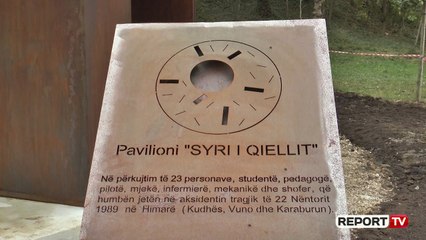 Pavilioni "SYRI I QIELLIT"
Në përkujtim të 23 personave, studentë, pedagogë,
pilotë, mjekë, infermierë, mekanikë dhe shofer, që
humbën jetën në aksidentin tragjik të 22 Nëntorit
1989 në Himarë (Kudhës, Vuno dhe Karaburun).
REPORT TV